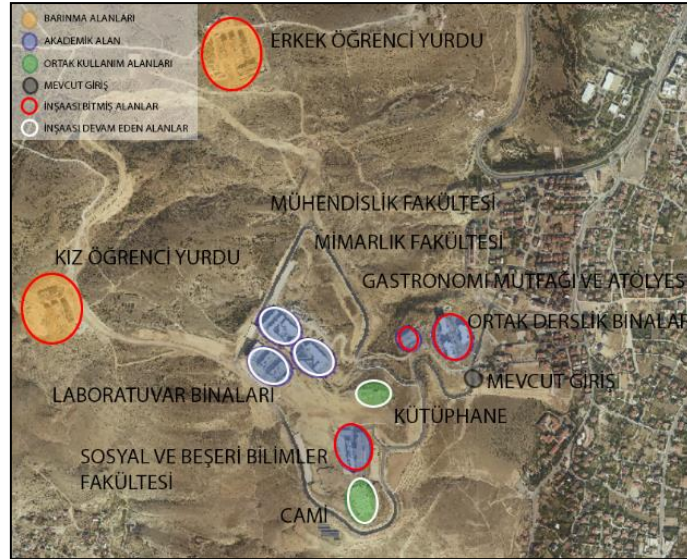 BARINMA ALANLARI
AKADEMİK ALAN
ORTAK KULLANIM ALANLARI
MEVCUT GİRİŞ
İNŞAASI BİTMİŞ ALANLAR
İNŞAASI DEVAM EDEN ALANLAR
ERKEK ÖĞRENCİ YURDU
MÜHENDİSLİK FAKÜLTESİ
MİMARLIK FAKÜLTESİ
KIZ ÖĞRENCİ YURDU
GASTRONOMİ MUTFAĞI VE ATÖLYES
ORTAK DERSLİK BİNALAR
MEVCUT GİRİŞ
LABORATUVAR BİNALARI
KÜTÜPHANE
SOSYAL VE BEŞERİ BİLİMLER
FAKÜLTESİ
CAMİ